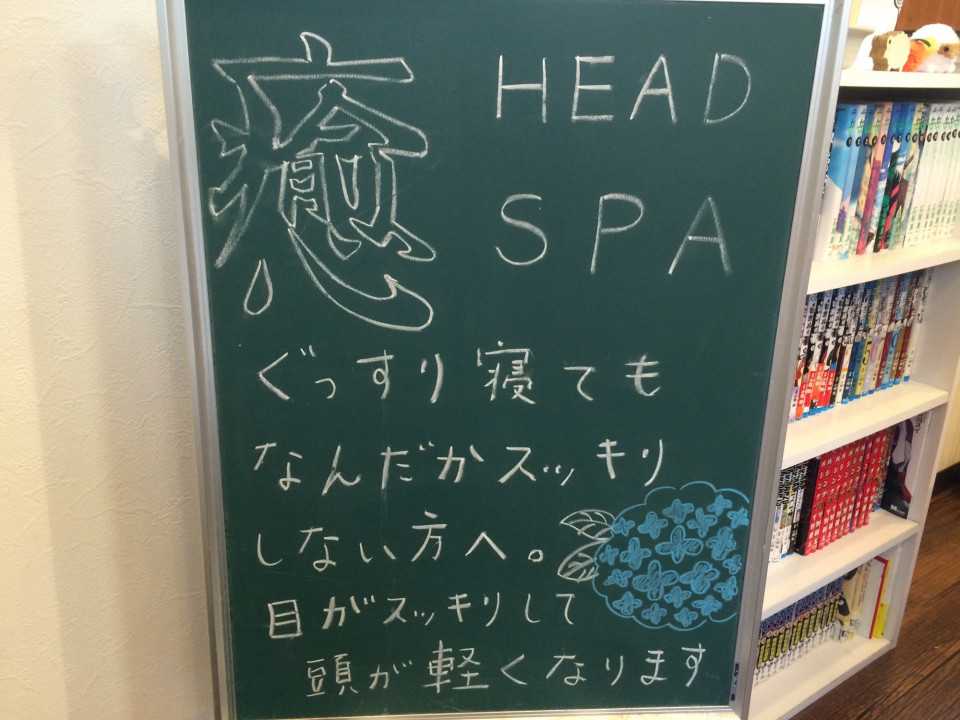 癒
HEAD
SPA
ぐっすり寝ても
なんだかスッキリ
しない方へ。
目がスッキリして
頭が軽くなります